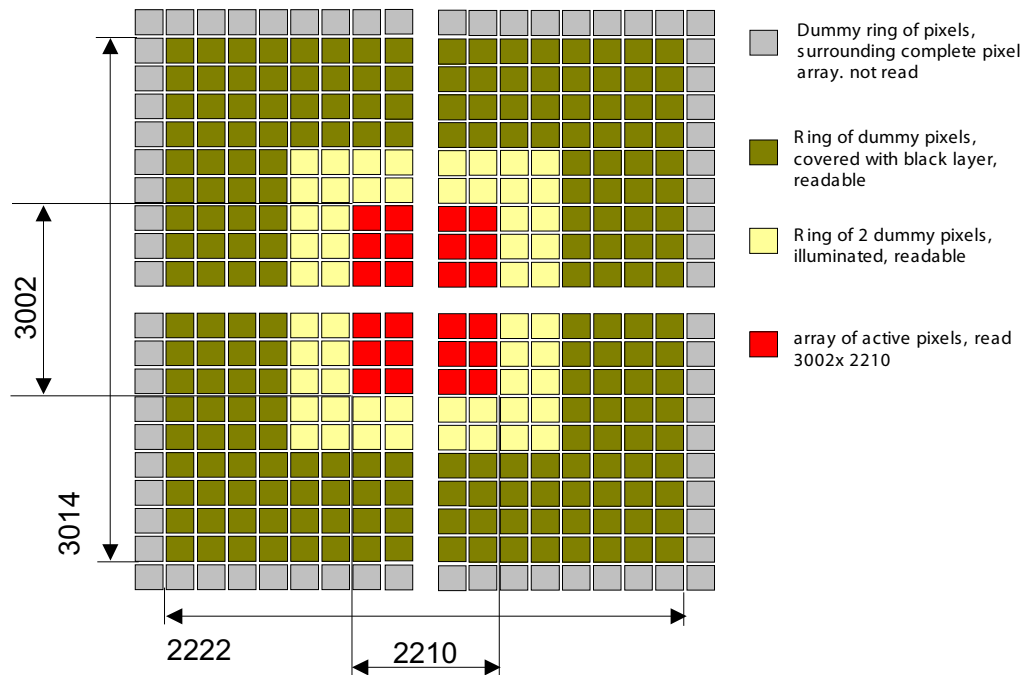 Dummy ring of pixels,
surrounding complete pixel
array. not read
Ring of dummy pixels,
covered with black layer,
readable
Ring of 2 dummy pixels,
illuminated, readable
array of active pixels, read
3002x 2210
3002
3014
2222
2210